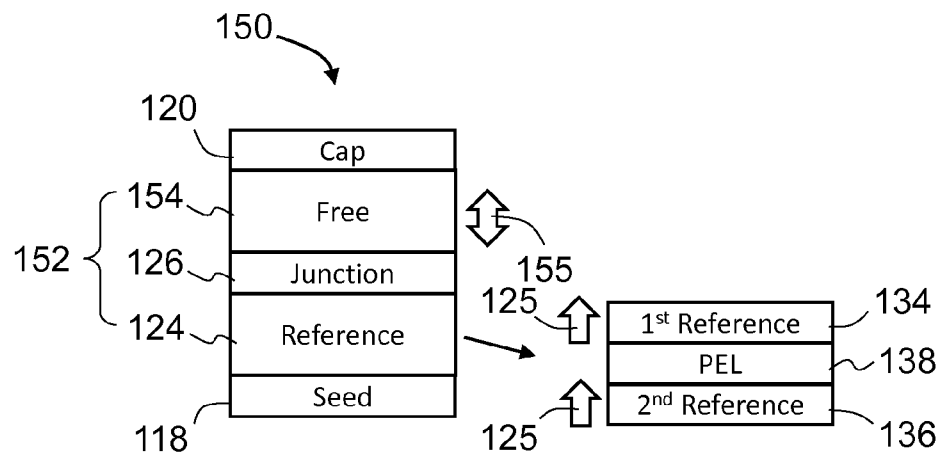 150
120
Cap
154
Free
152
126
Junction
155
125
1st Reference
134
124
Reference
PEL
138
118
Seed
125
2nd Reference
136